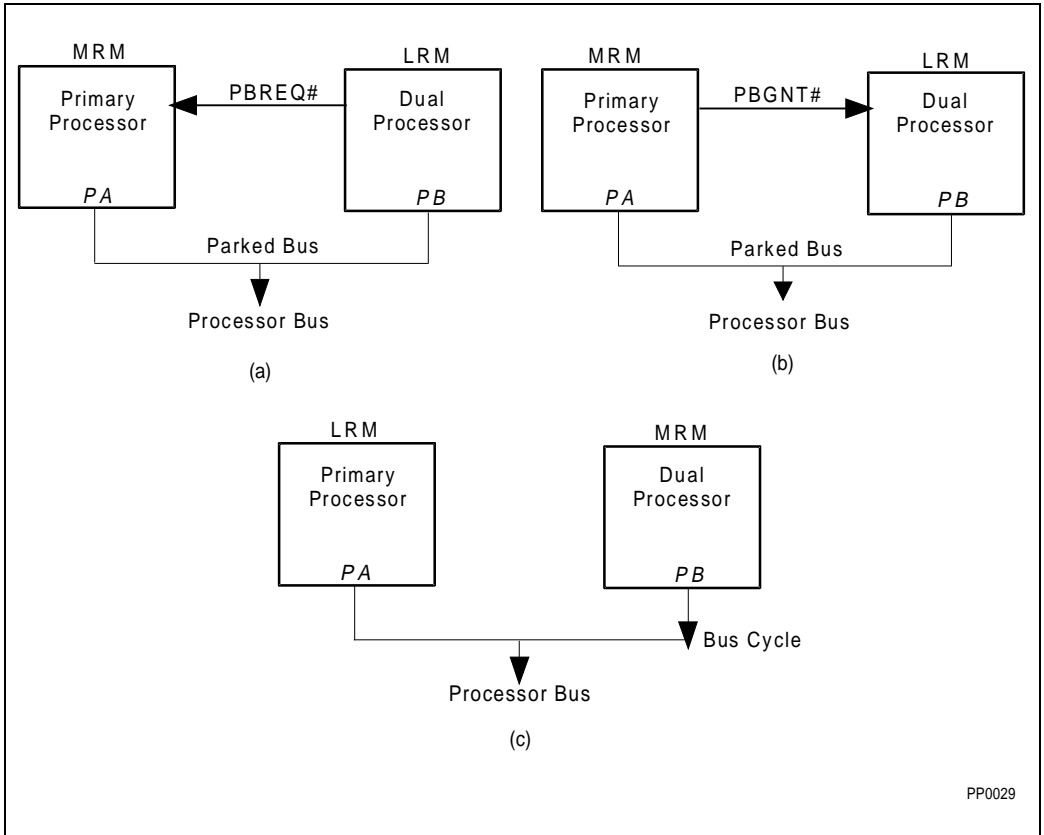 MRM
LRM
Primary
Processor
PBREQ#
Dual
Processor
PA
PB
Parked Bus
Processor Bus
(a)
MRM
LRM
Primary
Processor
PBGNT#
Dual
Processor
PA
PB
Parked Bus
Processor Bus
(b)
LRM
MRM
Primary
Processor
Dual
Processor
PA
PB
Bus Cycle
Processor Bus
(c)
PP0029